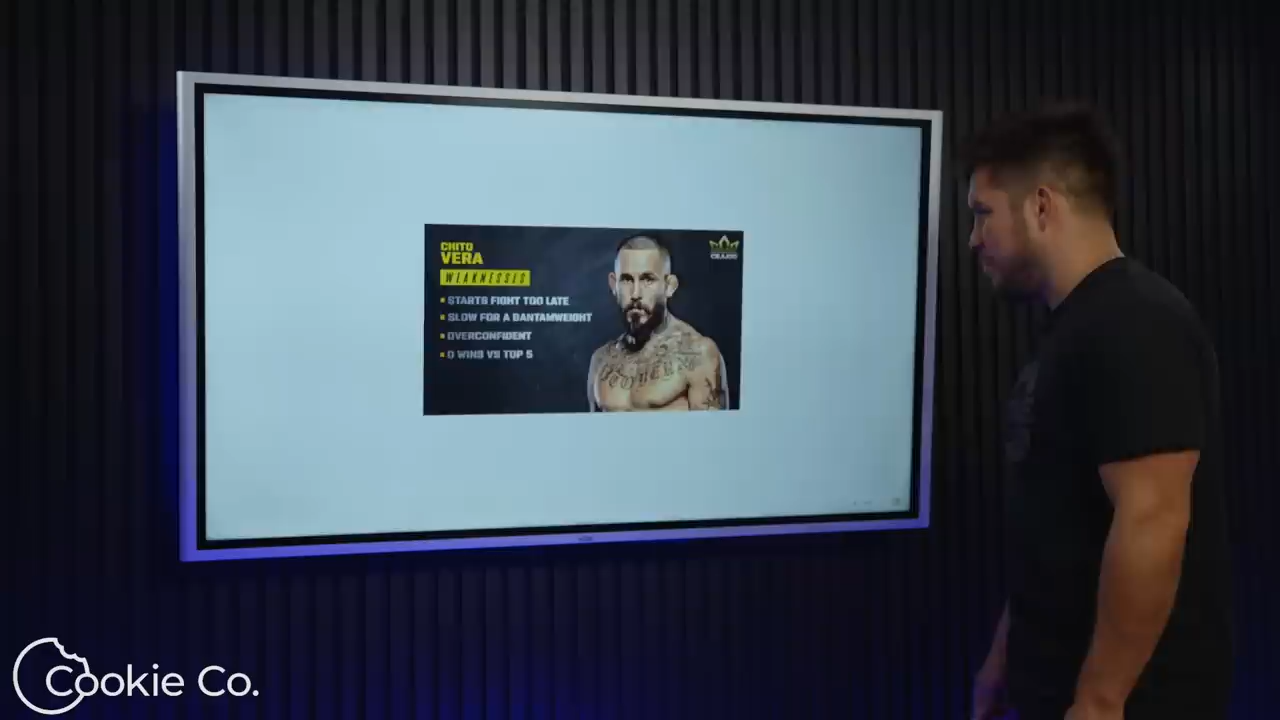 CHITO
VERA
WEAKNESSES
STARTS FIGHT TOO LATE
SLOW FOR A BANTAMWEIGHT
OVERCONFIDENT
0 WINS VS TOP 5
Cookie Co.